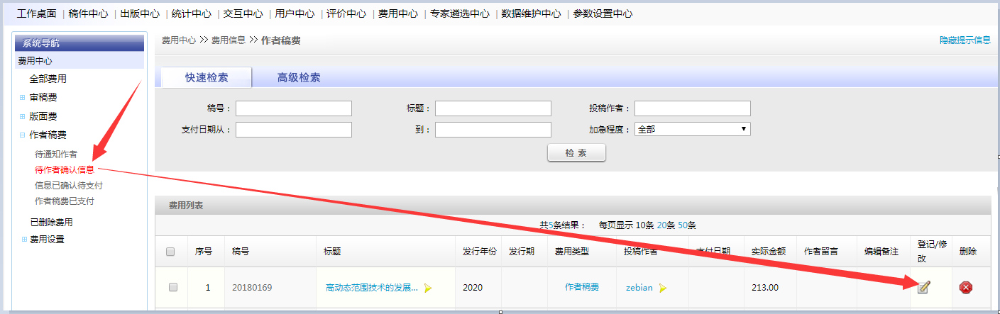 工作桌面 | 稿件中心 | 出版中心 | 统计中心 | 交互中心 | 用户中心 | 评价中心 | 费用中心 | 专家遴选中心 | 数据维护中心 | 参数设置中心
系统导航
费用中心
全部费用
审稿费
版面费
作者稿费
待通知作者
待作者确认信息
信息已确认待支付
作者稿费已支付
已删除费用
费用设置
费用中心 >> 费用信息 >> 作者稿费
隐藏提示信息
快速检索 高级检索
稿号： 标题： 投稿作者：
支付日期从： 到： 加急程度： 全部
检 索
费用列表
共5条结果： 每页显示 10条 20条 50条
序号 稿号 标题 发行年份 发行期 费用类型 投稿作者 支付日期 实际金额 作者留言 编辑备注 登记/修改 删除
1 20180169 高动态范围技术的发展... 2020 作者稿费 zebian 213.00